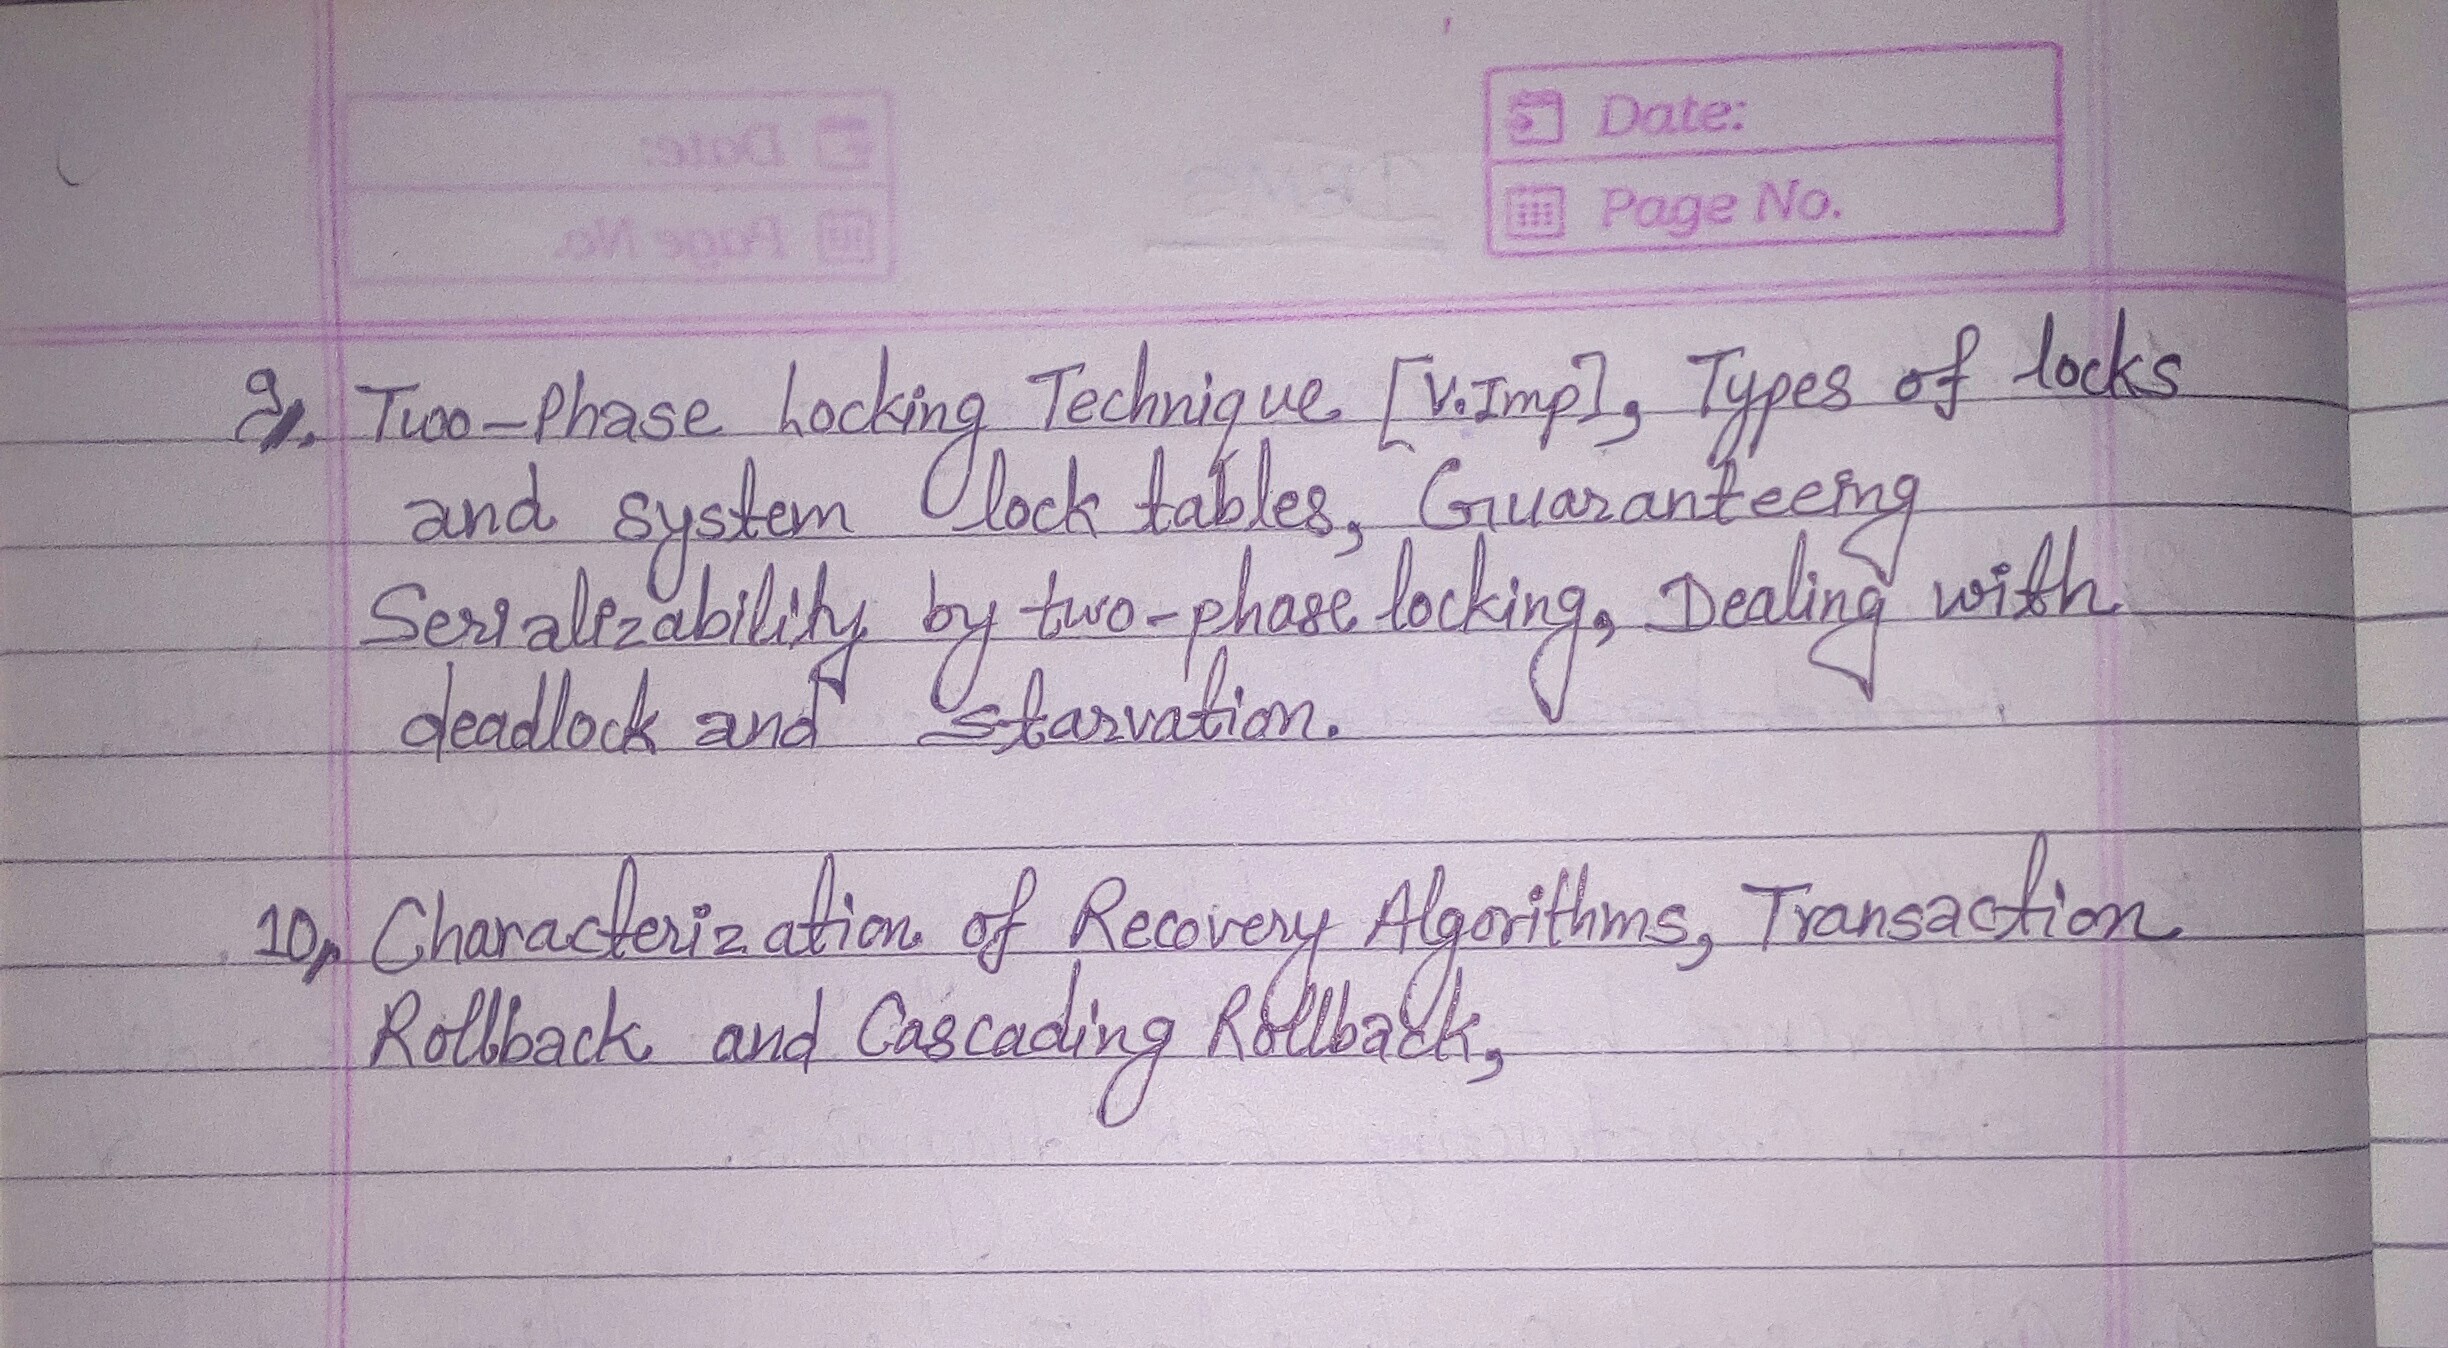 Date:
Page No.
9. Two-Phase Locking Technique [V.Imp], Types of locks
and system lock tables, Guaranteeing
Serializability by two-phase locking, Dealing with
deadlock and starvation.
10, Characterization of Recovery Algorithms, Transaction
Rollback and Cascading Rollback,